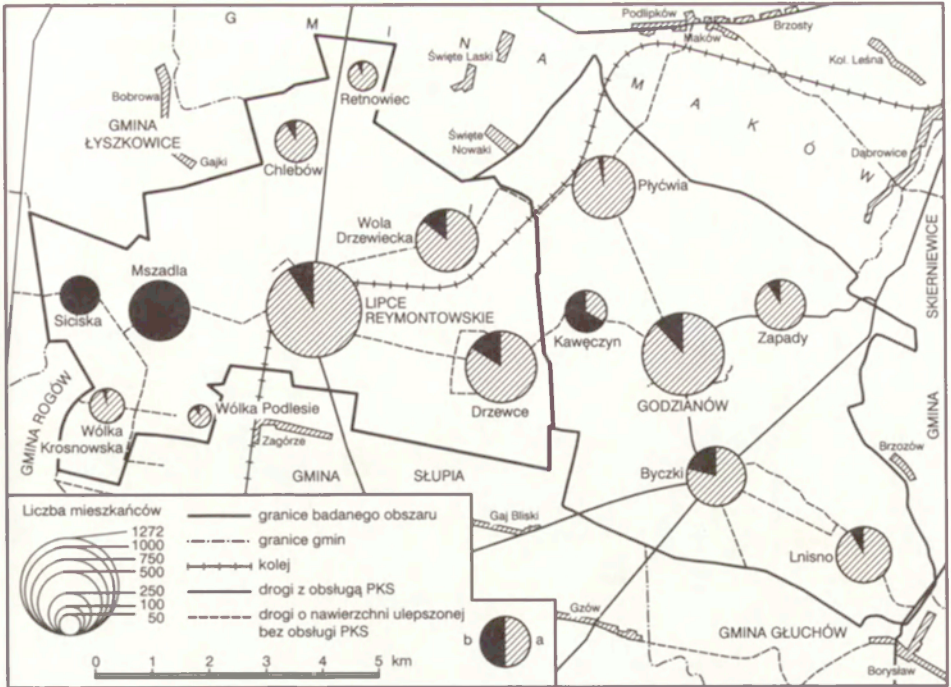 G M I N A M A K Ó W
Podlipków
Brzosty
Maków
Święte Laski
Kol. Leśna
Bobrowa
Retnowiec
GMINA
ŁYSZKOWICE
Gajki
Chlebów
Święte
Nowaki
Dąbrowice
Płyćwia
Wola
Drzewiecka
Mszadla
Siciska
LIPCE
REYMONTOWSKIE
Kawęczyn
Zapady
GMINA SKIERNIEWICE
Drzewce
GODZIANÓW
GMINA ROGÓW
Wólka
Krosnowska
Wólka Podlesie
Zagórze
GMINA SŁUPIA
Byczki
Brzozów
Gaj Bliski
Lnisno
Gzów
GMINA GŁUCHÓW
Borysław
Liczba mieszkańców
1272
1000
750
500
250
100
50
granice badanego obszaru
granice gmin
kolej
drogi z obsługą PKS
drogi o nawierzchni ulepszonej
bez obsługi PKS
b a
0 1 2 3 4 5 km